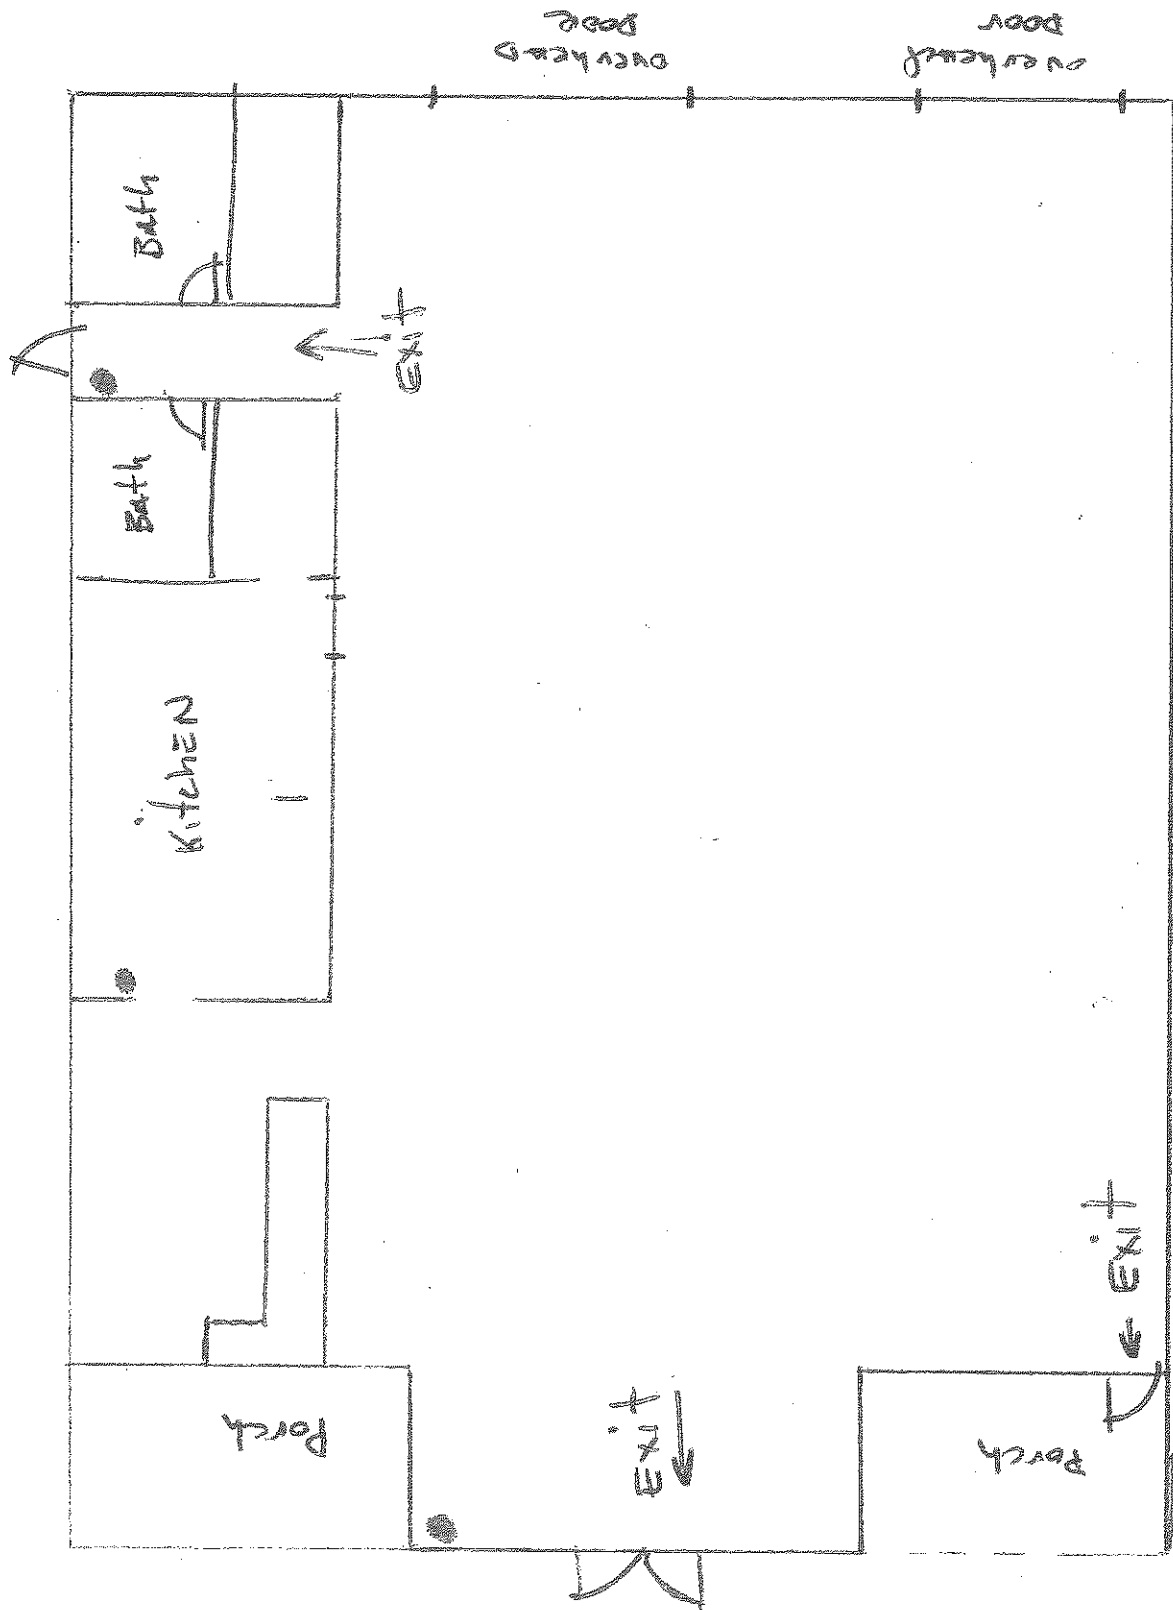 overhead
Door
overhead
Door
Bath
Exit
Bath
KitchEN
Exit
Porch
Exit
Porch